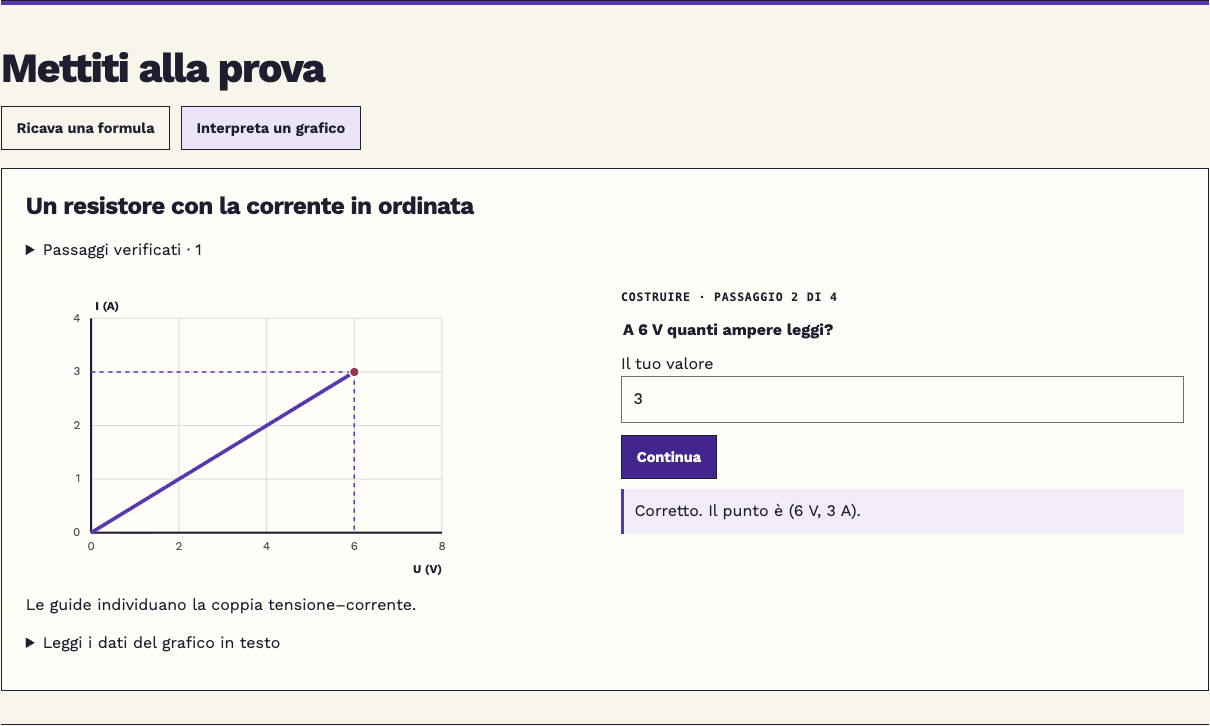 Mettiti alla prova
Ricava una formula
Interpreta un grafico
Un resistore con la corrente in ordinata
▶ Passaggi verificati · 1
I (A)
4
3
2
1
0
0 2 4 6 8
U (V)
Le guide individuano la coppia tensione–corrente.
▶ Leggi i dati del grafico in testo
COSTRUIRE · PASSAGGIO 2 DI 4
A 6 V quanti ampere leggi?
Il tuo valore
3
Continua
Corretto. Il punto è (6 V, 3 A).